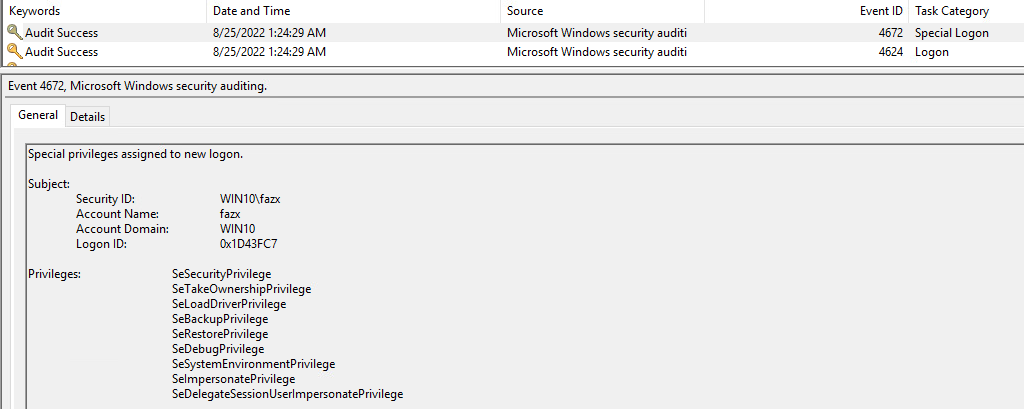 Keywords Date and Time Source Event ID Task Category
Audit Success 8/25/2022 1:24:29 AM Microsoft Windows security auditi 4672 Special Logon
Audit Success 8/25/2022 1:24:29 AM Microsoft Windows security auditi 4624 Logon
Event 4672, Microsoft Windows security auditing.
General Details
Special privileges assigned to new logon.
Subject:
Security ID: WIN10\fazx
Account Name: fazx
Account Domain: WIN10
Logon ID: 0x1D43FC7
Privileges: SeSecurityPrivilege
SeTakeOwnershipPrivilege
SeLoadDriverPrivilege
SeBackupPrivilege
SeRestorePrivilege
SeDebugPrivilege
SeSystemEnvironmentPrivilege
SeImpersonatePrivilege
SeDelegateSessionUserImpersonatePrivilege